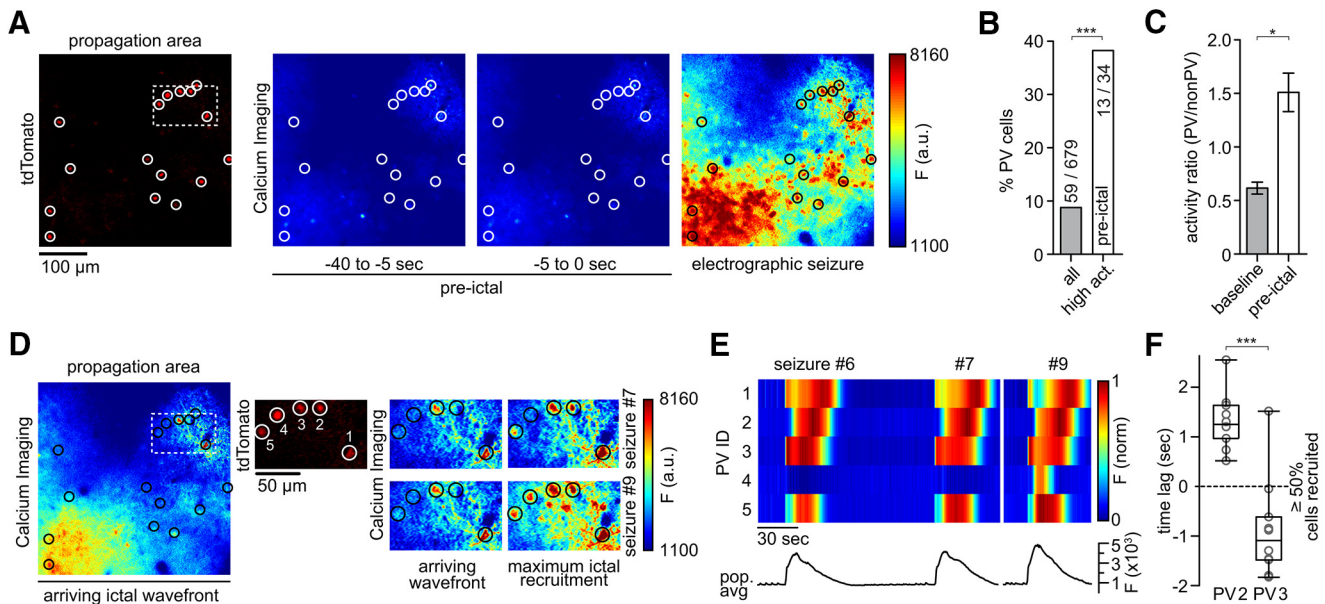 A
propagation area
tdTomato
100 µm
Calcium Imaging
-40 to -5 sec
-5 to 0 sec
pre-ictal
electrographic seizure
8160
F (a.u.)
1100
B
% PV cells
40
30
20
10
0
***
59 / 679
13 / 34
pre-ictal
all
high act.
C
activity ratio (PV/nonPV)
2.0
1.5
1.0
0.5
0.0
*
baseline
pre-ictal
D
propagation area
Calcium Imaging
arriving ictal wavefront
tdTomato
5
4
3
2
1
50 µm
Calcium Imaging
arriving
wavefront
maximum ictal
recruitment
seizure #7
seizure #9
8160
F (a.u.)
1100
E
seizure #6
#7
#9
PV ID
1
2
3
4
5
30 sec
1
0
F (norm)
pop.
avg
5
3
1
F (x10³)
F
***
time lag (sec)
2
1
0
-1
-2
PV2
PV3
≥ 50%
cells recruited